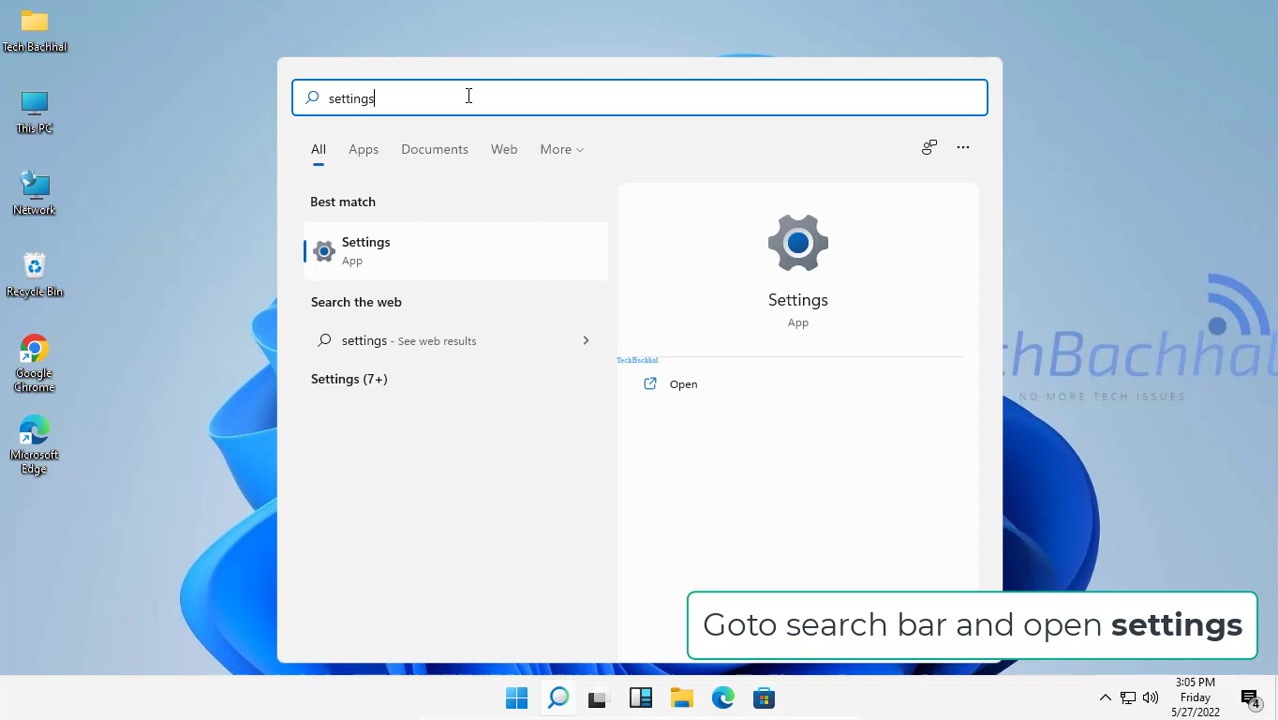 Tech Bachhal
This PC
Network
Recycle Bin
Google
Chrome
Microsoft
Edge
settings
All Apps Documents Web More
Best match
Settings
App
Search the web
settings - See web results
Settings (7+)
Settings
App
TechBachhal
Open
chBachhal
NO MORE TECH ISSUES
Goto search bar and open settings
3:05 PM
Friday
5/27/2022
4